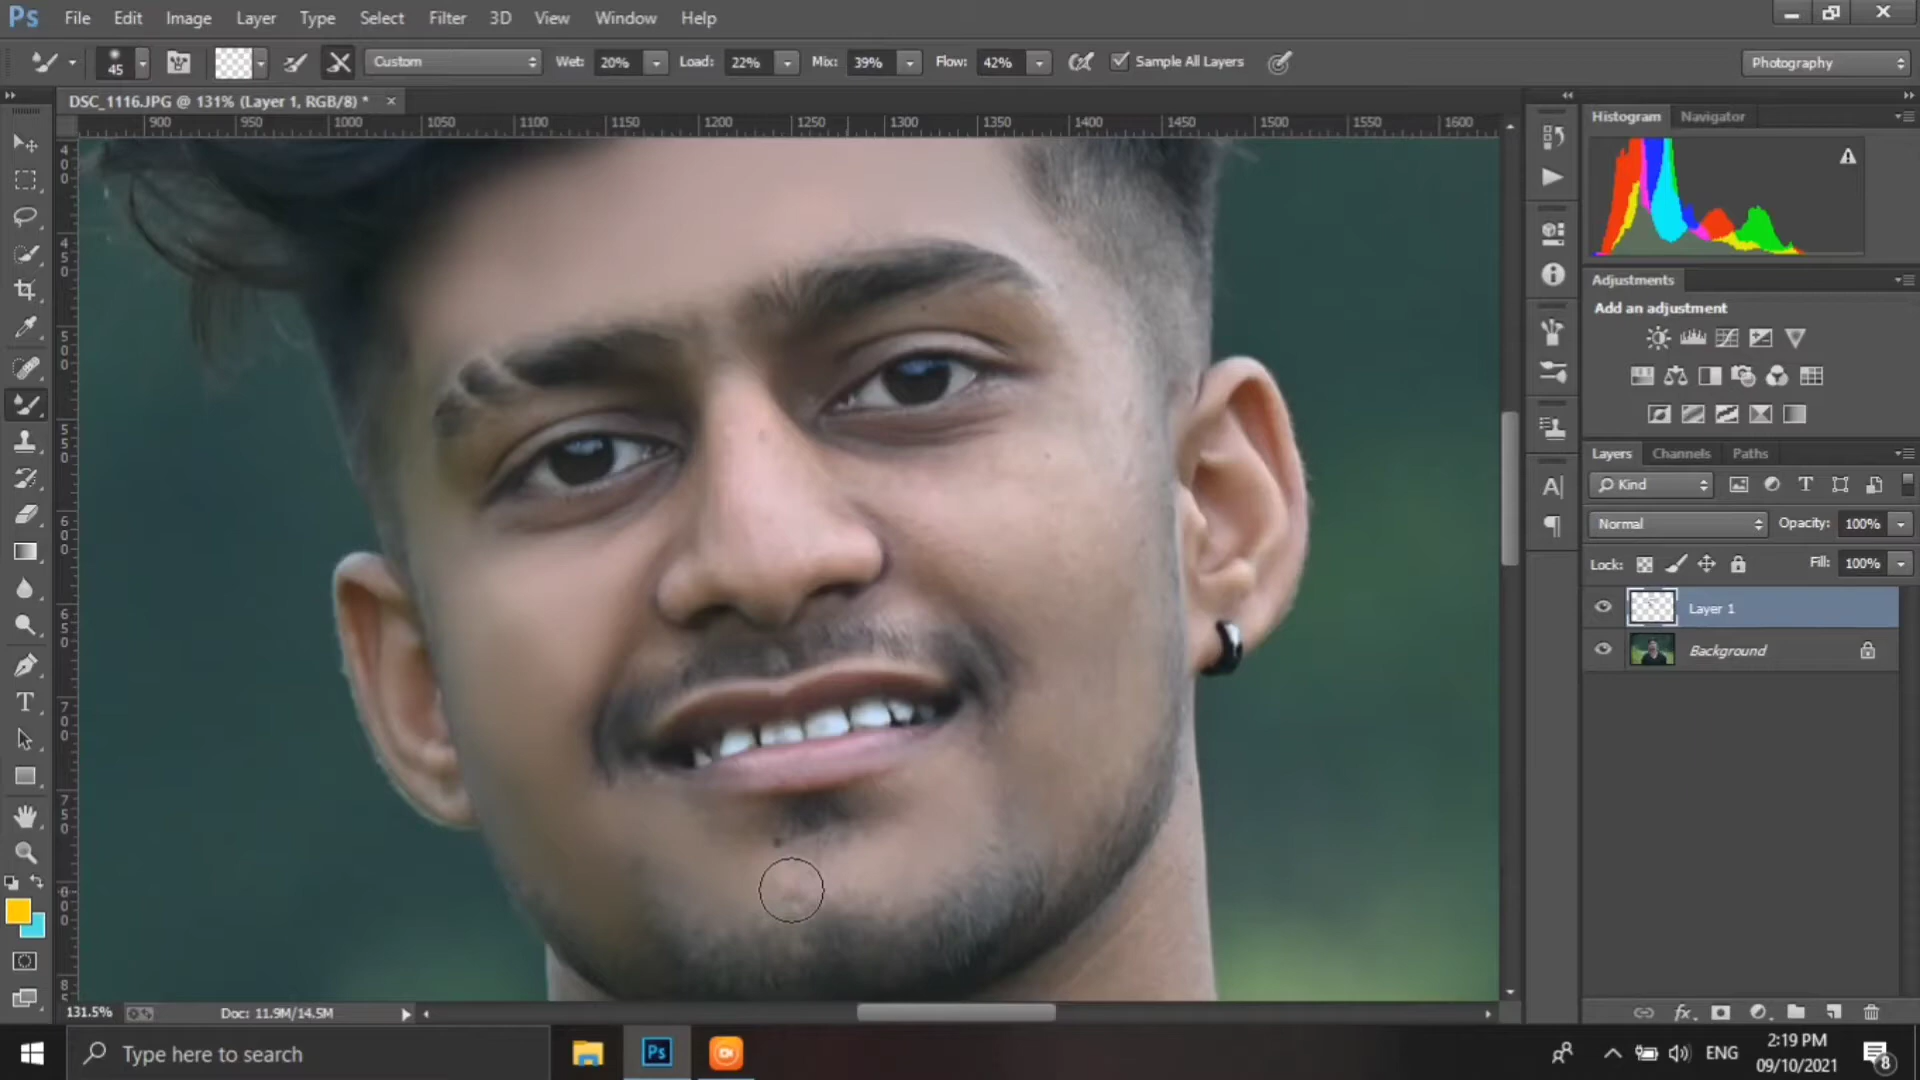 Ps File Edit Image Layer Type Select Filter 3D View Window Help
45 Custom Wet: 20% Load: 22% Mix: 39% Flow: 42% Sample All Layers Photography
DSC_1116.JPG @ 131% (Layer 1, RGB/8) * ×
900 950 1000 1050 1100 1150 1200 1250 1300 1350 1400 1450 1500 1550 1600
Histogram Navigator
Adjustments
Add an adjustment
Layers Channels Paths
Kind
Normal Opacity: 100%
Lock: Fill: 100%
Layer 1
Background
131.5% Doc: 11.9M/14.5M
fx
Type here to search
Ps
ENG
2:19 PM
09/10/2021
8